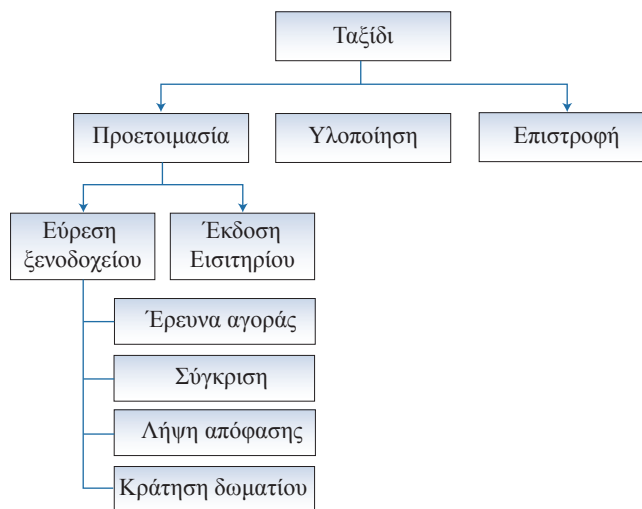 Ταξίδι
Προετοιμασία
Υλοποίηση
Επιστροφή
Εύρεση
ξενοδοχείου
Έκδοση
Εισιτηρίου
Έρευνα αγοράς
Σύγκριση
Λήψη απόφασης
Κράτηση δωματίου